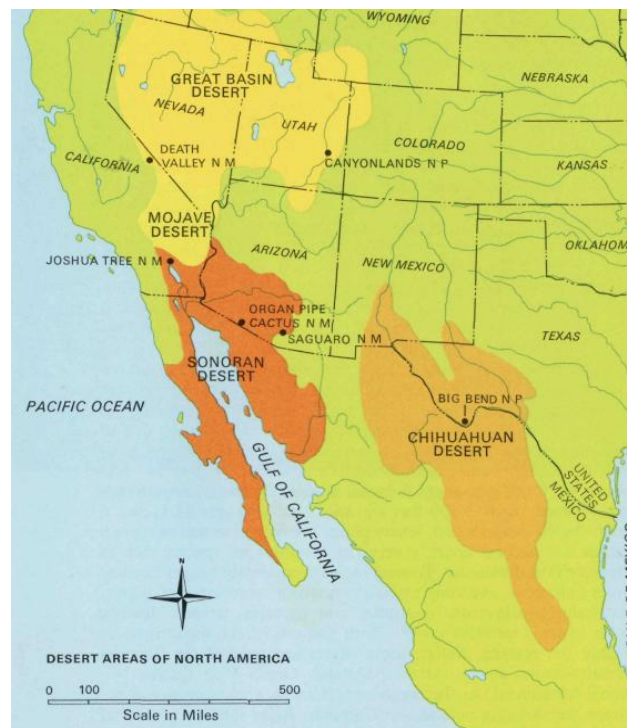 WYOMING
GREAT BASIN
DESERT
NEVADA
UTAH
NEBRASKA
COLORADO
CALIFORNIA
DEATH
VALLEY N M
CANYONLANDS N P
KANSAS
MOJAVE
DESERT
JOSHUA TREE N M
ARIZONA
NEW MEXICO
OKLAHOM
ORGAN PIPE
CACTUS N M
SAGUARO N M
TEXAS
SONORAN
DESERT
PACIFIC OCEAN
BIG BEND N P
CHIHUAHUAN
DESERT
GULF OF CALIFORNIA
UNITED
STATES
MEXICO
N
DESERT AREAS OF NORTH AMERICA
0 100 500
Scale in Miles